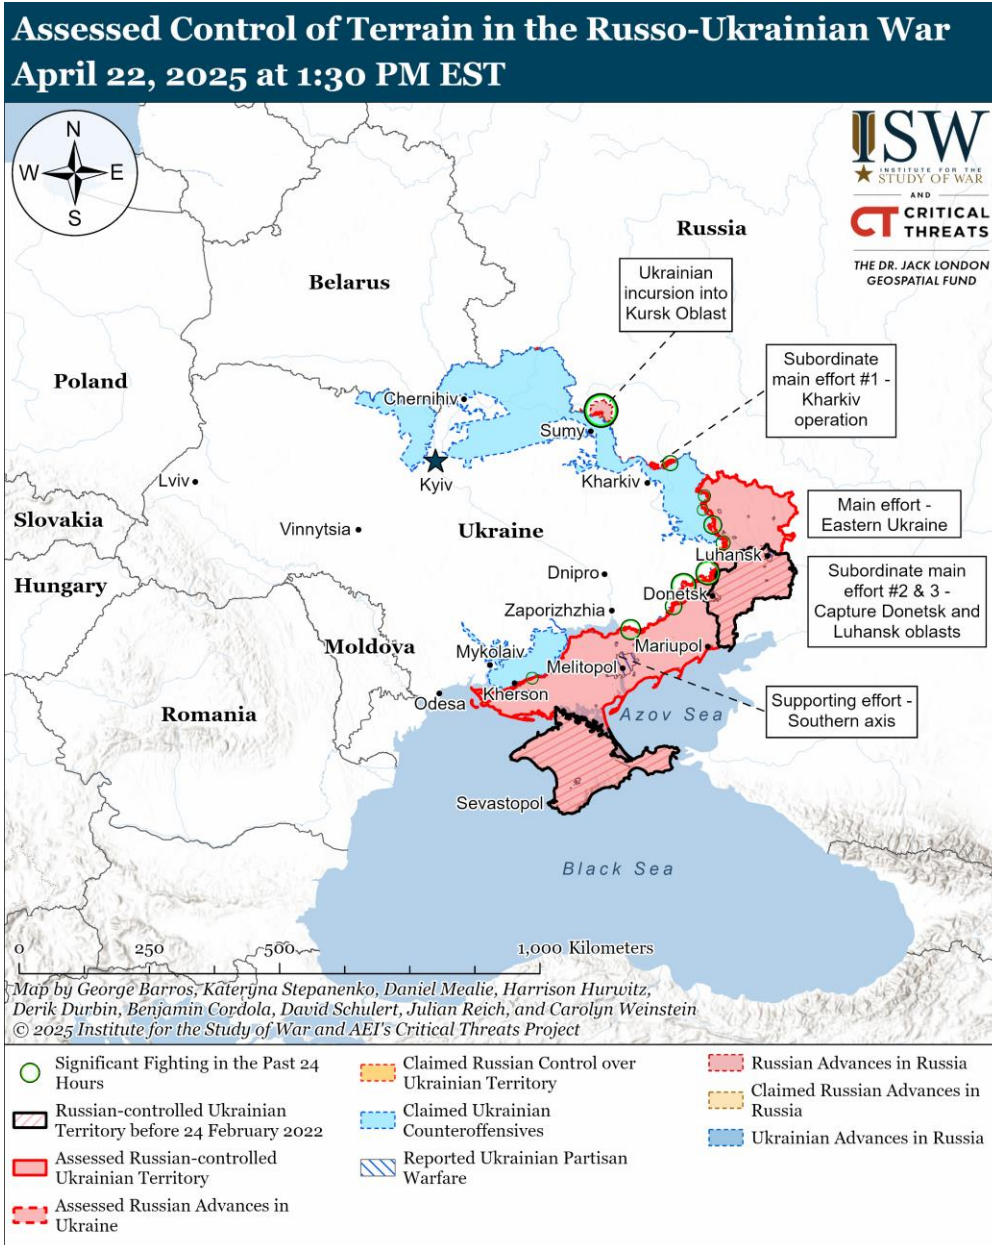 Assessed Control of Terrain in the Russo-Ukrainian War
April 22, 2025 at 1:30 PM EST
N
W
E
S
ISW
INSTITUTE FOR THE
STUDY OF WAR
AND
CT CRITICAL
THREATS
THE DR. JACK LONDON
GEOSPATIAL FUND
Russia
Belarus
Ukrainian
incursion into
Kursk Oblast
Subordinate
main effort #1 -
Kharkiv
operation
Poland
Chernihiv
Sumy
Kyiv
Lviv
Kharkiv
Slovakia
Vinnytsia
Ukraine
Main effort -
Eastern Ukraine
Luhansk
Hungary
Dnipro
Donetsk
Subordinate main
effort #2 & 3 -
Capture Donetsk and
Luhansk oblasts
Zaporizhzhia
Moldova
Mykolaiv
Mariupol
Melitopol
Kherson
Odesa
Romania
Azov Sea
Supporting effort -
Southern axis
Sevastopol
Black Sea
0
250
500
1,000 Kilometers
Map by George Barros, Kateryna Stepanenko, Daniel Mealie, Harrison Hurwitz,
Derik Durbin, Benjamin Cordola, David Schulert, Julian Reich, and Carolyn Weinstein
© 2025 Institute for the Study of War and AEI's Critical Threats Project
Significant Fighting in the Past 24
Hours
Russian-controlled Ukrainian
Territory before 24 February 2022
Assessed Russian-controlled
Ukrainian Territory
Assessed Russian Advances in
Ukraine
Claimed Russian Control over
Ukrainian Territory
Claimed Ukrainian
Counteroffensives
Reported Ukrainian Partisan
Warfare
Russian Advances in Russia
Claimed Russian Advances in
Russia
Ukrainian Advances in Russia